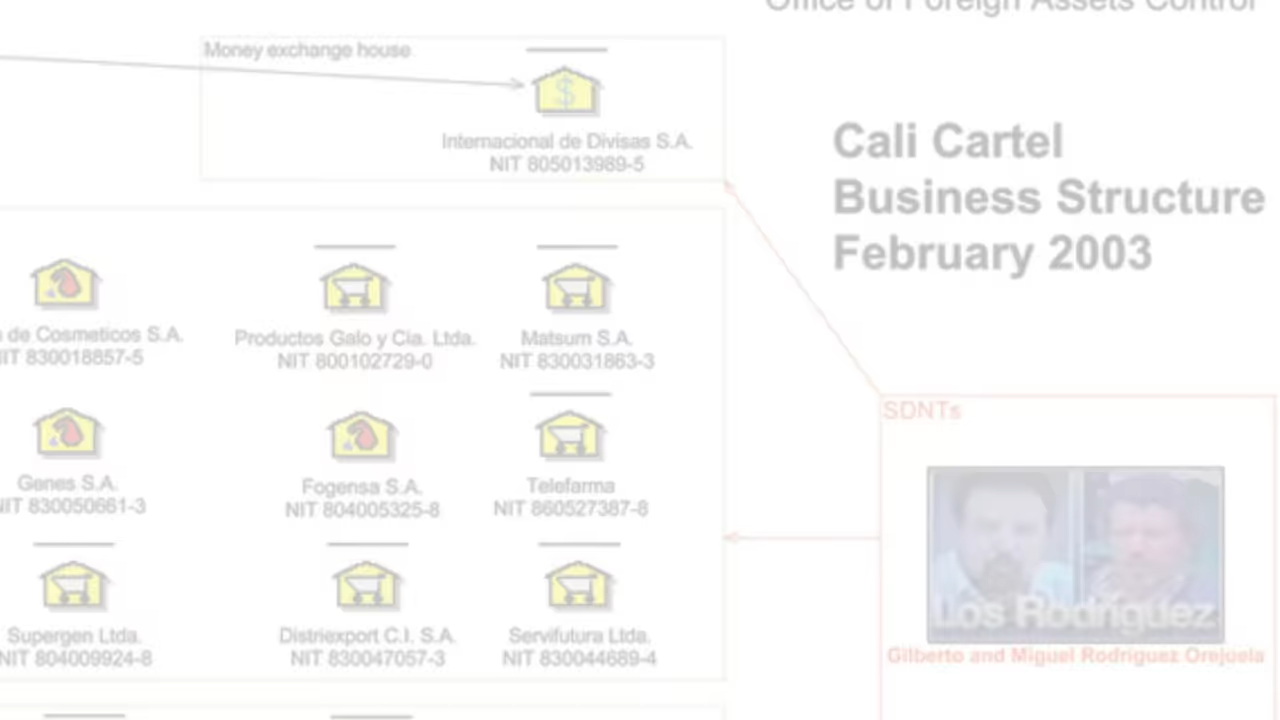 Office of Foreign Assets Control
Money exchange house
Internacional de Divisas S.A.
NIT 805013989-5
Cali Cartel
Business Structure
February 2003
de Cosmeticos S.A.
NIT 830018857-5
Productos Galo y Cia. Ltda.
NIT 800102729-0
Matsum S.A.
NIT 830031863-3
SDNTs
Genes S.A.
NIT 830050661-3
Fogensa S.A.
NIT 804005325-8
Telefarma
NIT 860527387-8
Los Rodríguez
Supergen Ltda.
NIT 804009924-8
Distriexport C.I. S.A.
NIT 830047057-3
Servifutura Ltda.
NIT 830044689-4
Gilberto and Miguel Rodriguez Orejuela